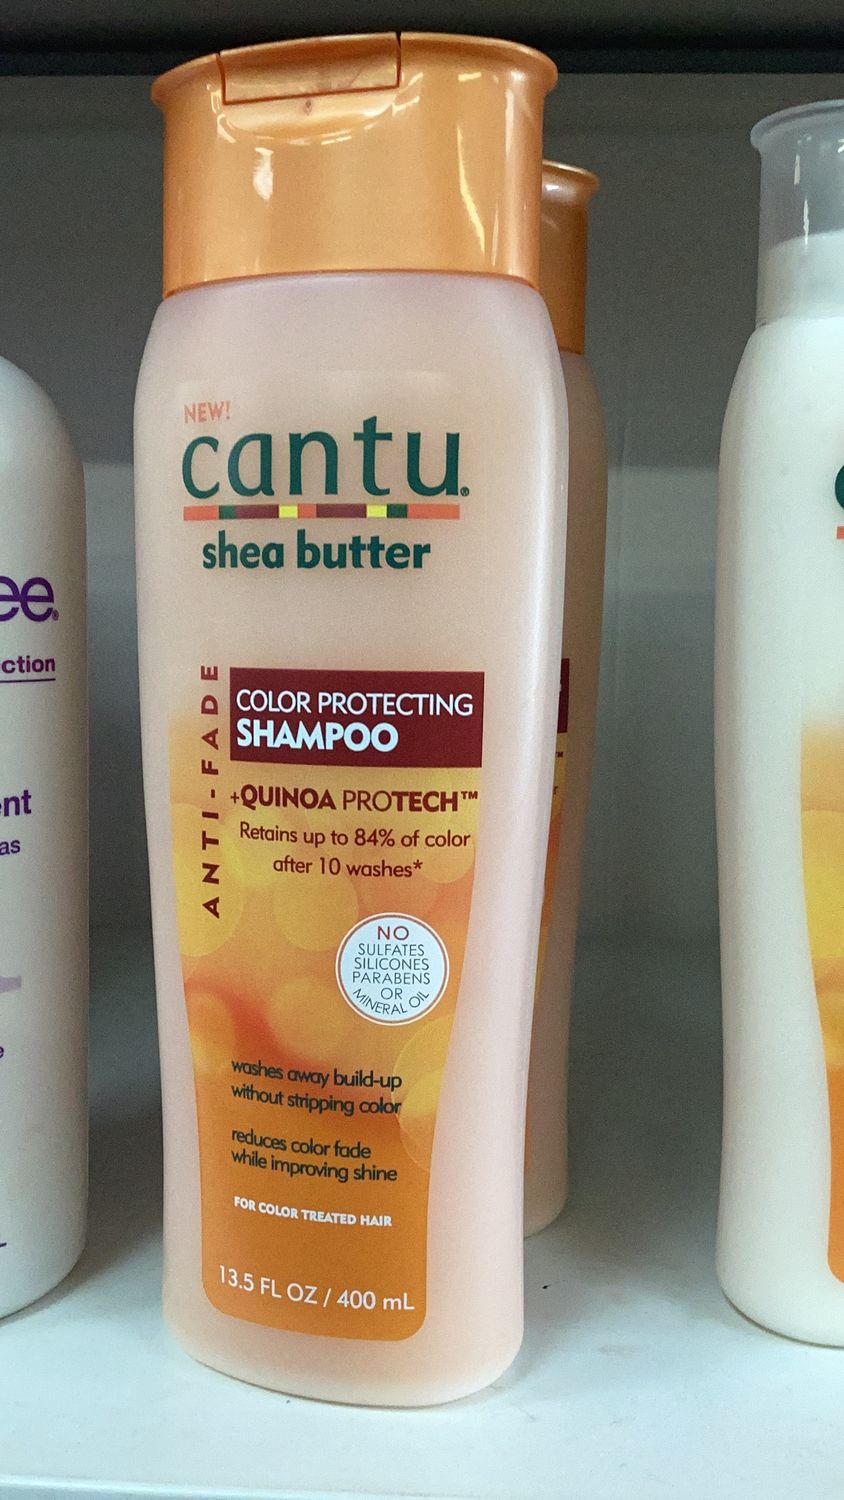 NEW!
cantu®
shea butter
ANTI-FADE
COLOR PROTECTING
SHAMPOO
+QUINOA PROTECH™
Retains up to 84% of color
after 10 washes*
NO
SULFATES
SILICONES
PARABENS
OR
MINERAL OIL
washes away build-up
without stripping color
reduces color fade
while improving shine
FOR COLOR TREATED HAIR
13.5 FL OZ / 400 mL
ee®
ction
nt
as